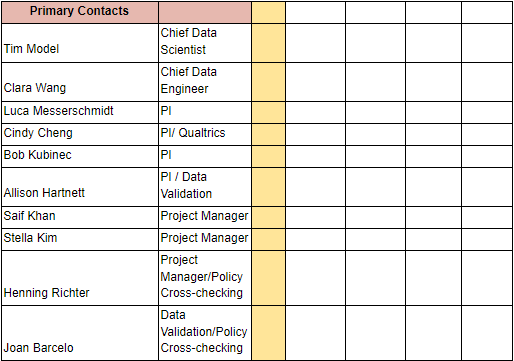 Primary Contacts
Chief Data
Tim Model Scientist
Chief Data
Clara Wang Engineer
Luca Messerschmidt PI
Cindy Cheng PI/ Qualtrics
Bob Kubinec PI
PI / Data
Allison Hartnett Validation
Saif Khan Project Manager
Stella Kim Project Manager
Project
Manager/Policy
Henning Richter Cross-checking
Data
Validation/Policy
Joan Barcelo Cross-checking